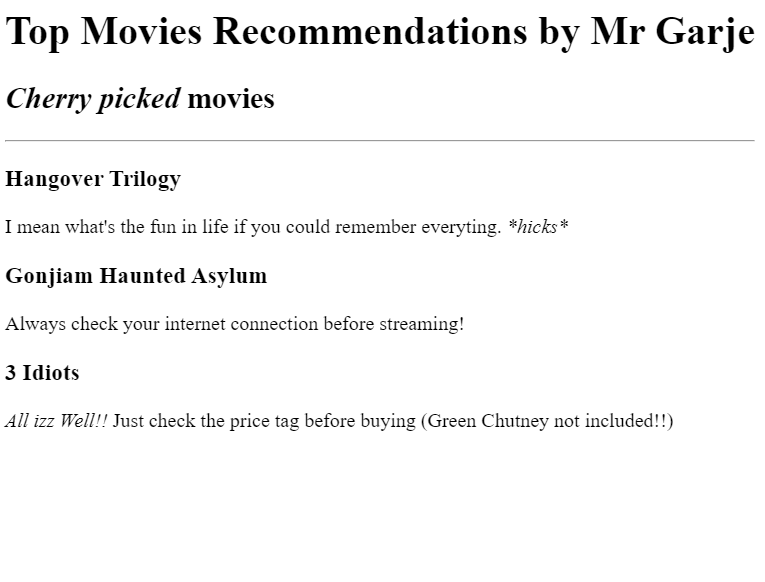 Top Movies Recommendations by Mr Garje
Cherry picked movies
Hangover Trilogy
I mean what's the fun in life if you could remember everyting. *hicks*
Gonjiam Haunted Asylum
Always check your internet connection before streaming!
3 Idiots
All izz Well!! Just check the price tag before buying (Green Chutney not included!!)